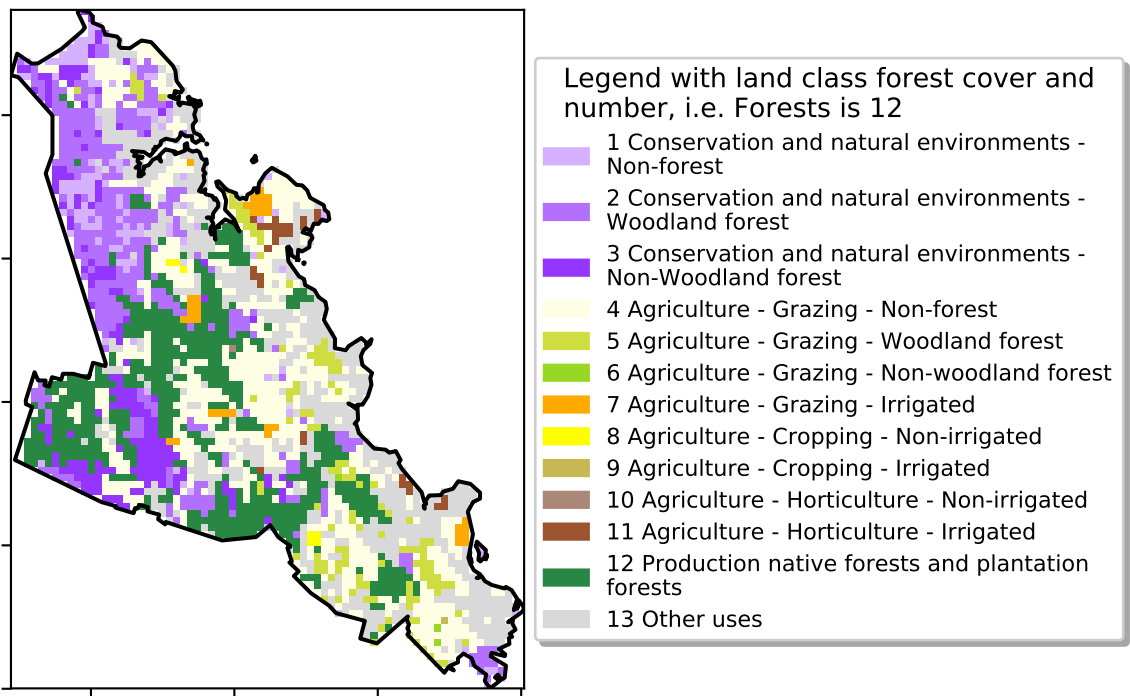 Legend with land class forest cover and
number, i.e. Forests is 12
1 Conservation and natural environments -
Non-forest
2 Conservation and natural environments -
Woodland forest
3 Conservation and natural environments -
Non-Woodland forest
4 Agriculture - Grazing - Non-forest
5 Agriculture - Grazing - Woodland forest
6 Agriculture - Grazing - Non-woodland forest
7 Agriculture - Grazing - Irrigated
8 Agriculture - Cropping - Non-irrigated
9 Agriculture - Cropping - Irrigated
10 Agriculture - Horticulture - Non-irrigated
11 Agriculture - Horticulture - Irrigated
12 Production native forests and plantation
forests
13 Other uses